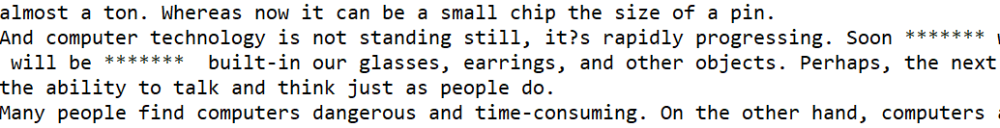 almost a ton. Whereas now it can be a small chip the size of a pin.
And computer technology is not standing still, it?s rapidly progressing. Soon *******
will be *******  built-in our glasses, earrings, and other objects. Perhaps, the next
the ability to talk and think just as people do.
Many people find computers dangerous and time-consuming. On the other hand, computers